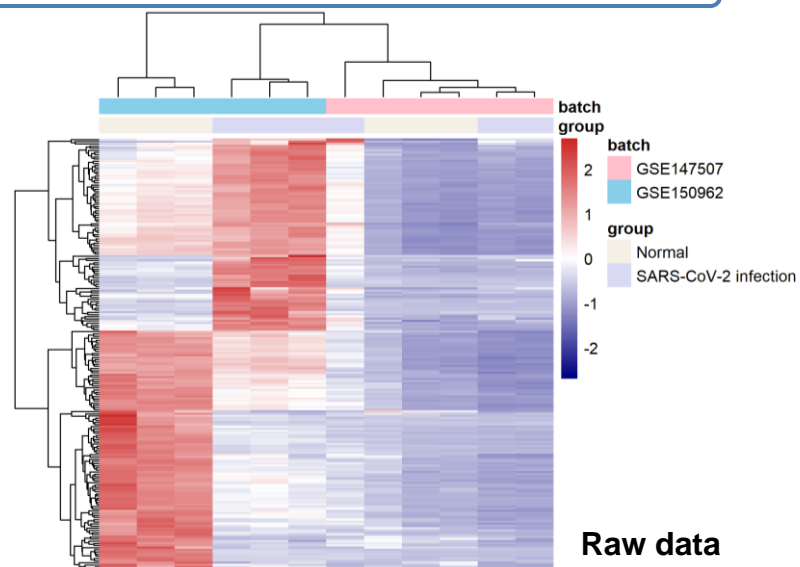 batch
group
2
1
0
-1
-2
batch
GSE147507
GSE150962
group
Normal
SARS-CoV-2 infection
Raw data